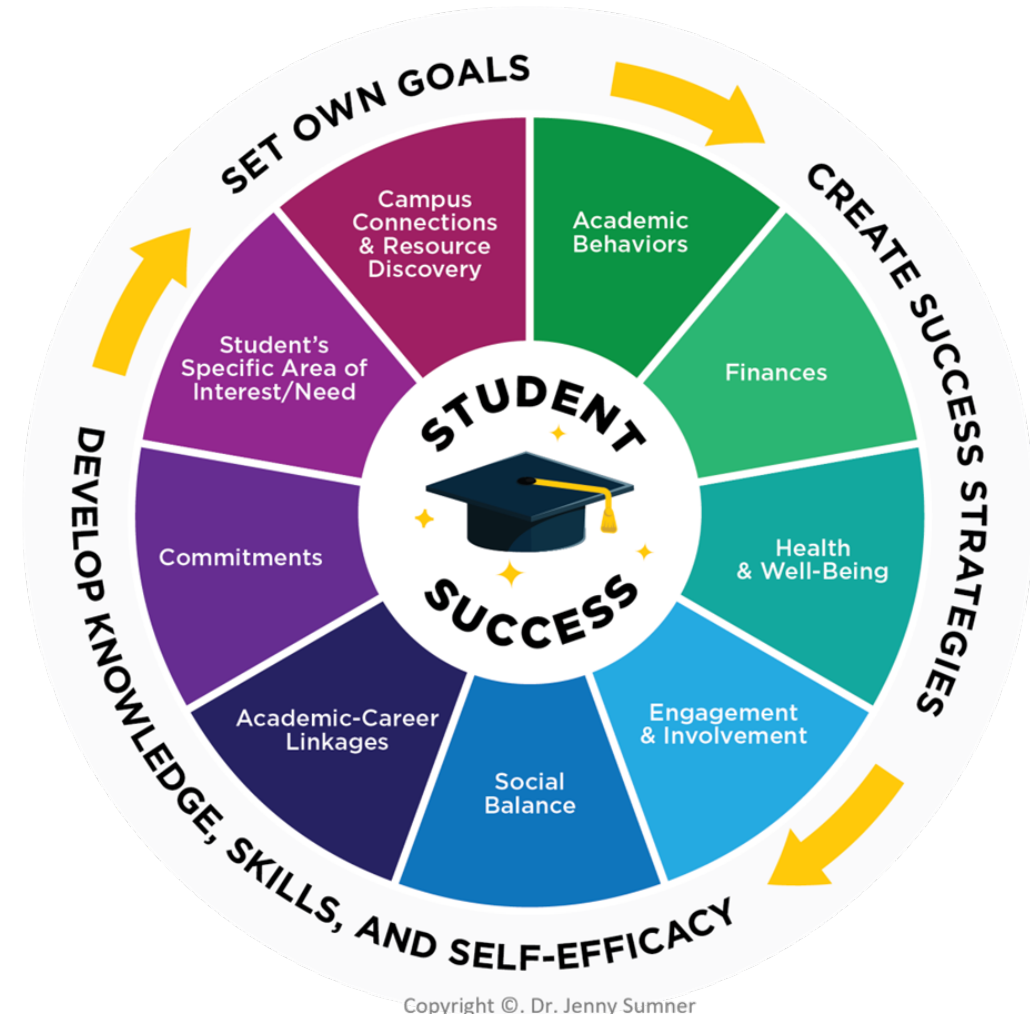 SET OWN GOALS
CREATE SUCCESS STRATEGIES
DEVELOP KNOWLEDGE, SKILLS, AND SELF-EFFICACY
Campus
Connections
& Resource
Discovery
Academic
Behaviors
Finances
Health
& Well-Being
Engagement
& Involvement
Social
Balance
Academic-Career
Linkages
Commitments
Student’s
Specific Area of
Interest/Need
STUDENT
SUCCESS
Copyright ©. Dr. Jenny Sumner